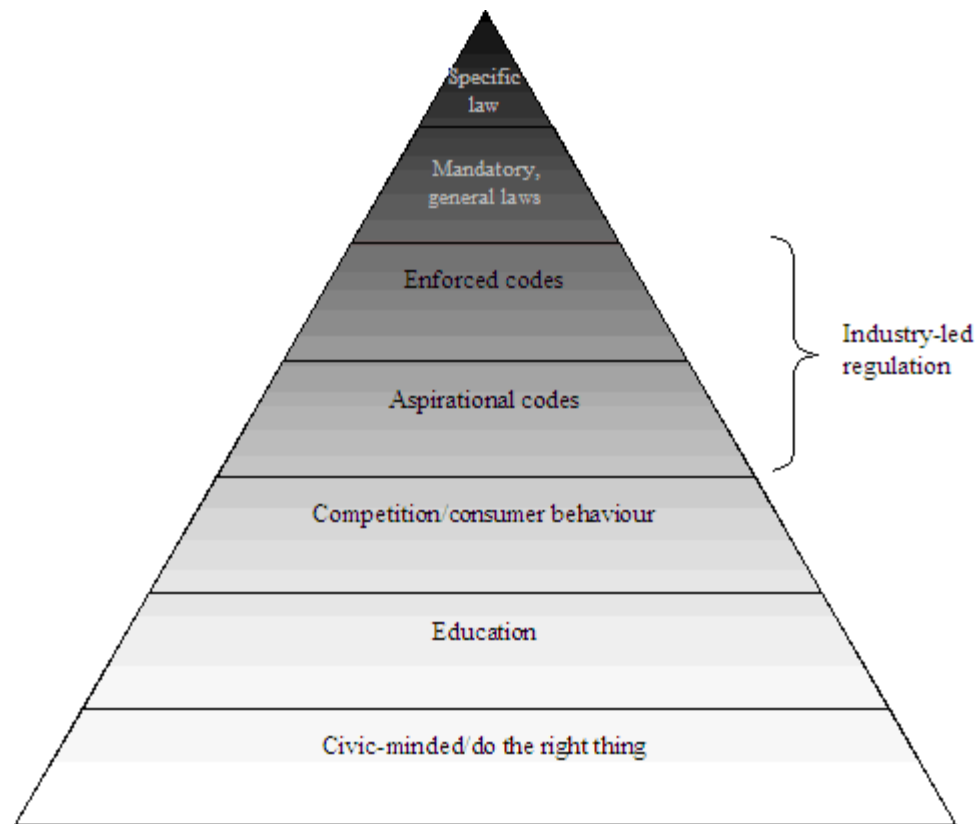 Specific
law
Mandatory,
general laws
Enforced codes
Industry-led
regulation
Aspirational codes
Competition/consumer behaviour
Education
Civic-minded/do the right thing